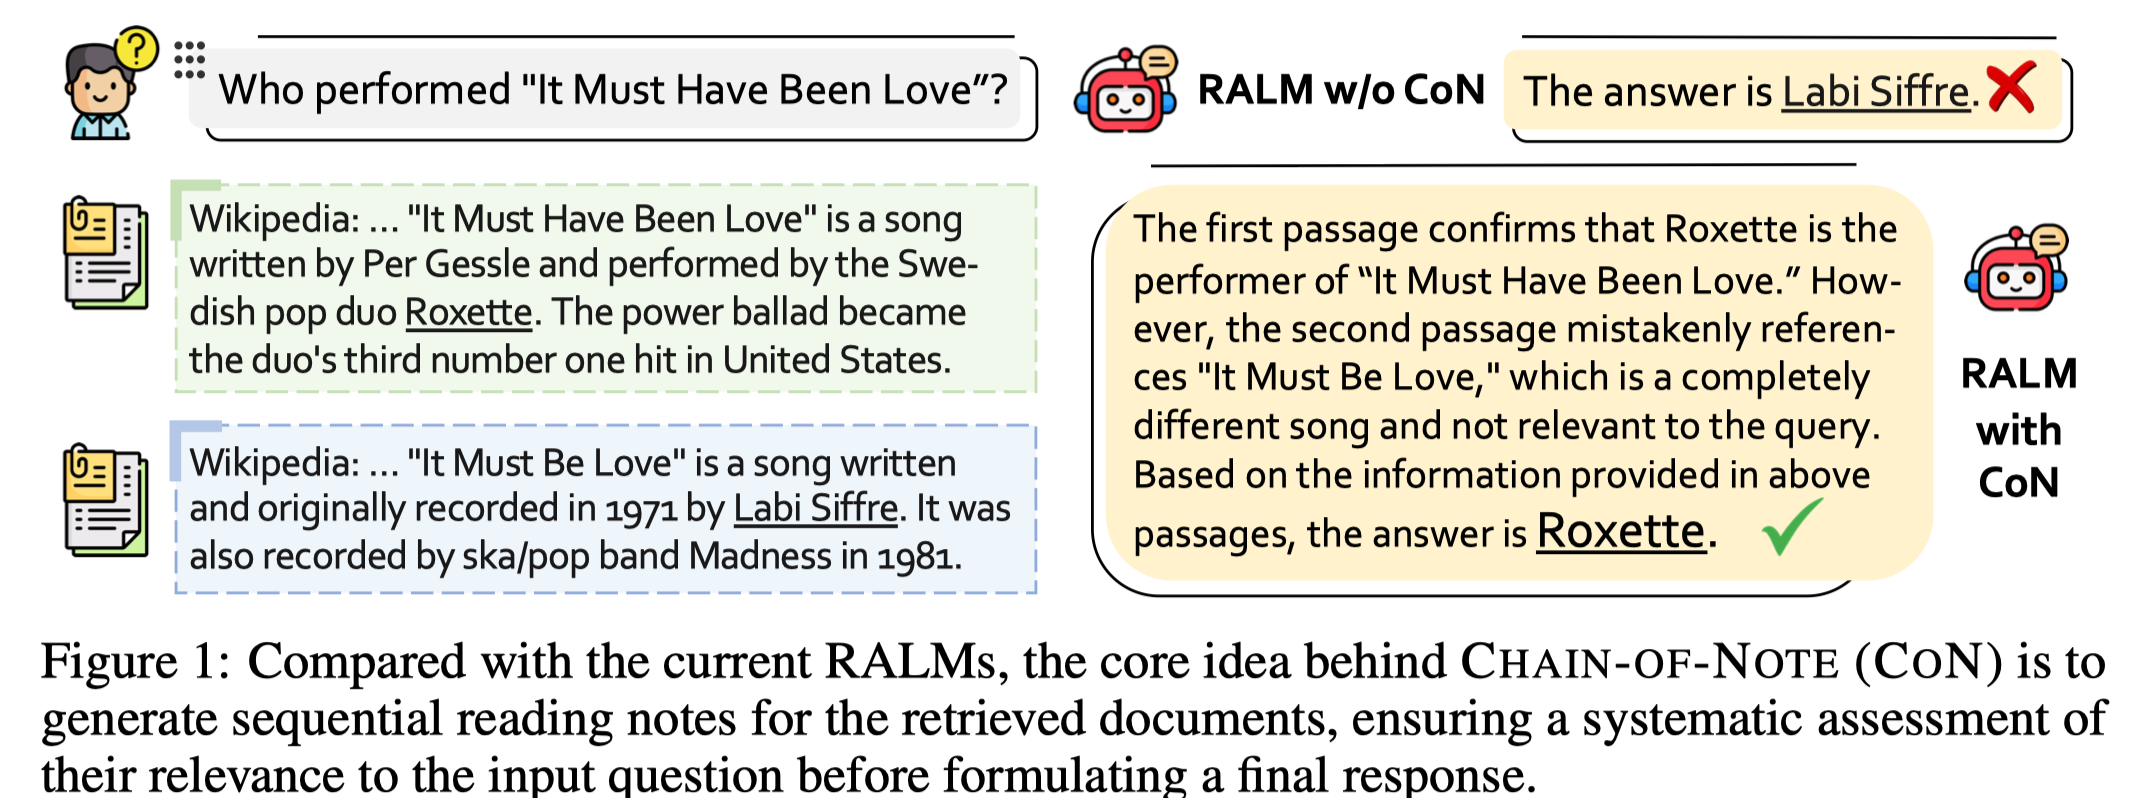 Who performed "It Must Have Been Love"?
RALM w/o CoN
The answer is Labi Siffre.
Wikipedia: ... "It Must Have Been Love" is a song
written by Per Gessle and performed by the Swe-
dish pop duo Roxette. The power ballad became
the duo's third number one hit in United States.
Wikipedia: ... "It Must Be Love" is a song written
and originally recorded in 1971 by Labi Siffre. It was
also recorded by ska/pop band Madness in 1981.
The first passage confirms that Roxette is the
performer of “It Must Have Been Love.” How-
ever, the second passage mistakenly referen-
ces "It Must Be Love," which is a completely
different song and not relevant to the query.
Based on the information provided in above
passages, the answer is Roxette.
RALM
with
CoN
Figure 1: Compared with the current RALMs, the core idea behind CHAIN-OF-NOTE (CON) is to
generate sequential reading notes for the retrieved documents, ensuring a systematic assessment of
their relevance to the input question before formulating a final response.